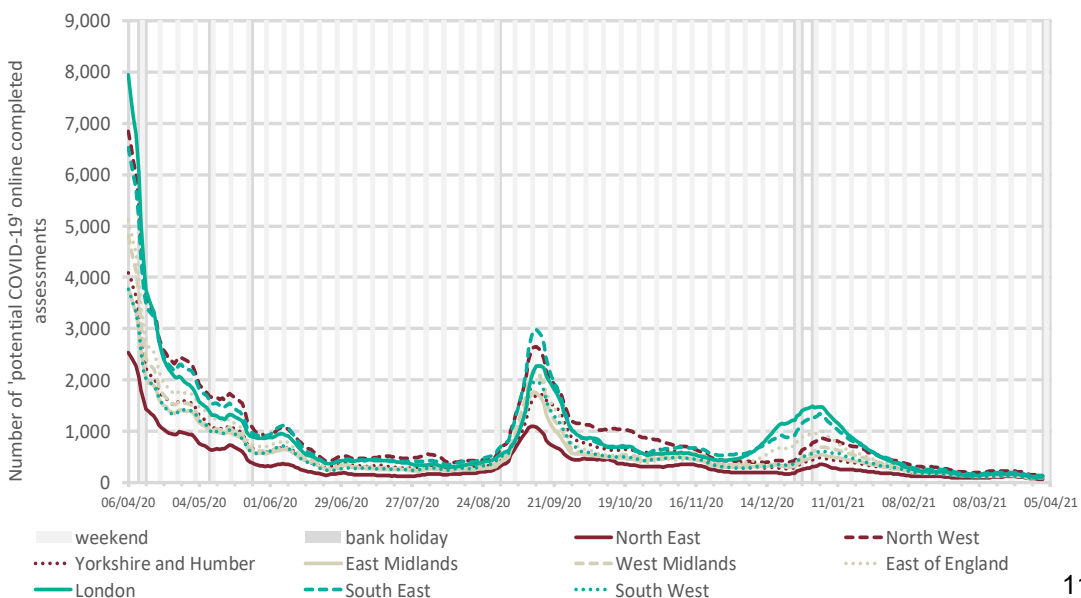 Number of 'potential COVID-19' online completed
assessments
9,000
8,000
7,000
6,000
5,000
4,000
3,000
2,000
1,000
0
06/04/20 04/05/20 01/06/20 29/06/20 27/07/20 24/08/20 21/09/20 19/10/20 16/11/20 14/12/20 11/01/21 08/02/21 08/03/21 05/04/21
weekend bank holiday North East North West
Yorkshire and Humber East Midlands West Midlands East of England
London South East South West